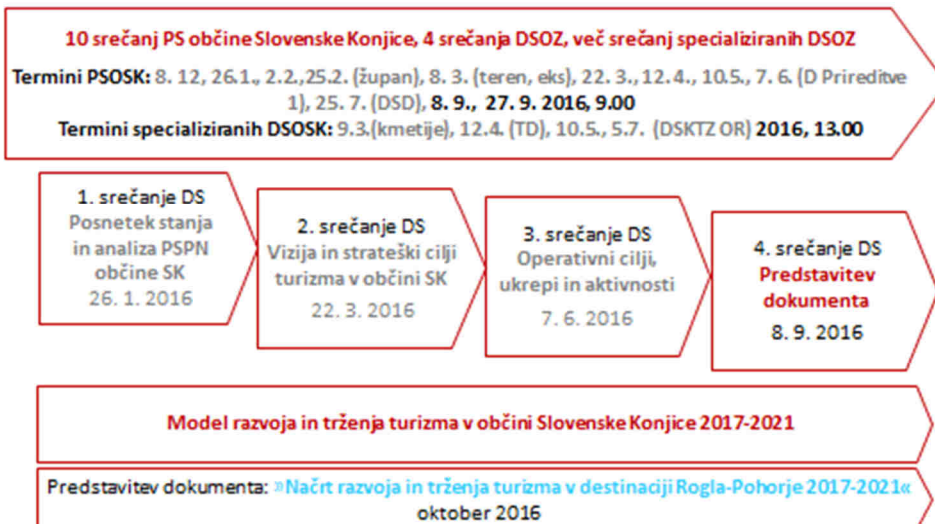 10 srečanj PS občine Slovenske Konjice, 4 srečanja DSOZ, več srečanj specializiranih DSOZ
Termini PSOSK: 8. 12, 26.1., 2.2.,25.2. (župan), 8. 3. (teren, eks), 22. 3., 12.4., 10.5., 7. 6. (D Prireditve
1), 25. 7. (DSD), 8. 9., 27. 9. 2016, 9.00
Termini specializiranih DSOSK: 9.3.(kmetije), 12.4. (TD), 10.5., 5.7. (DSKTZ OR) 2016, 13.00
1. srečanje DS
Posnetek stanja
in analiza PSPN
občine SK
26. 1. 2016
2. srečanje DS
Vizija in strateški cilji
turizma v občini SK
22. 3. 2016
3. srečanje DS
Operativni cilji,
ukrepi in aktivnosti
7. 6. 2016
4. srečanje DS
Predstavitev
dokumenta
8. 9. 2016
Model razvoja in trženja turizma v občini Slovenske Konjice 2017-2021
Predstavitev dokumenta: »Načrt razvoja in trženja turizma v destinaciji Rogla-Pohorje 2017-2021«
oktober 2016